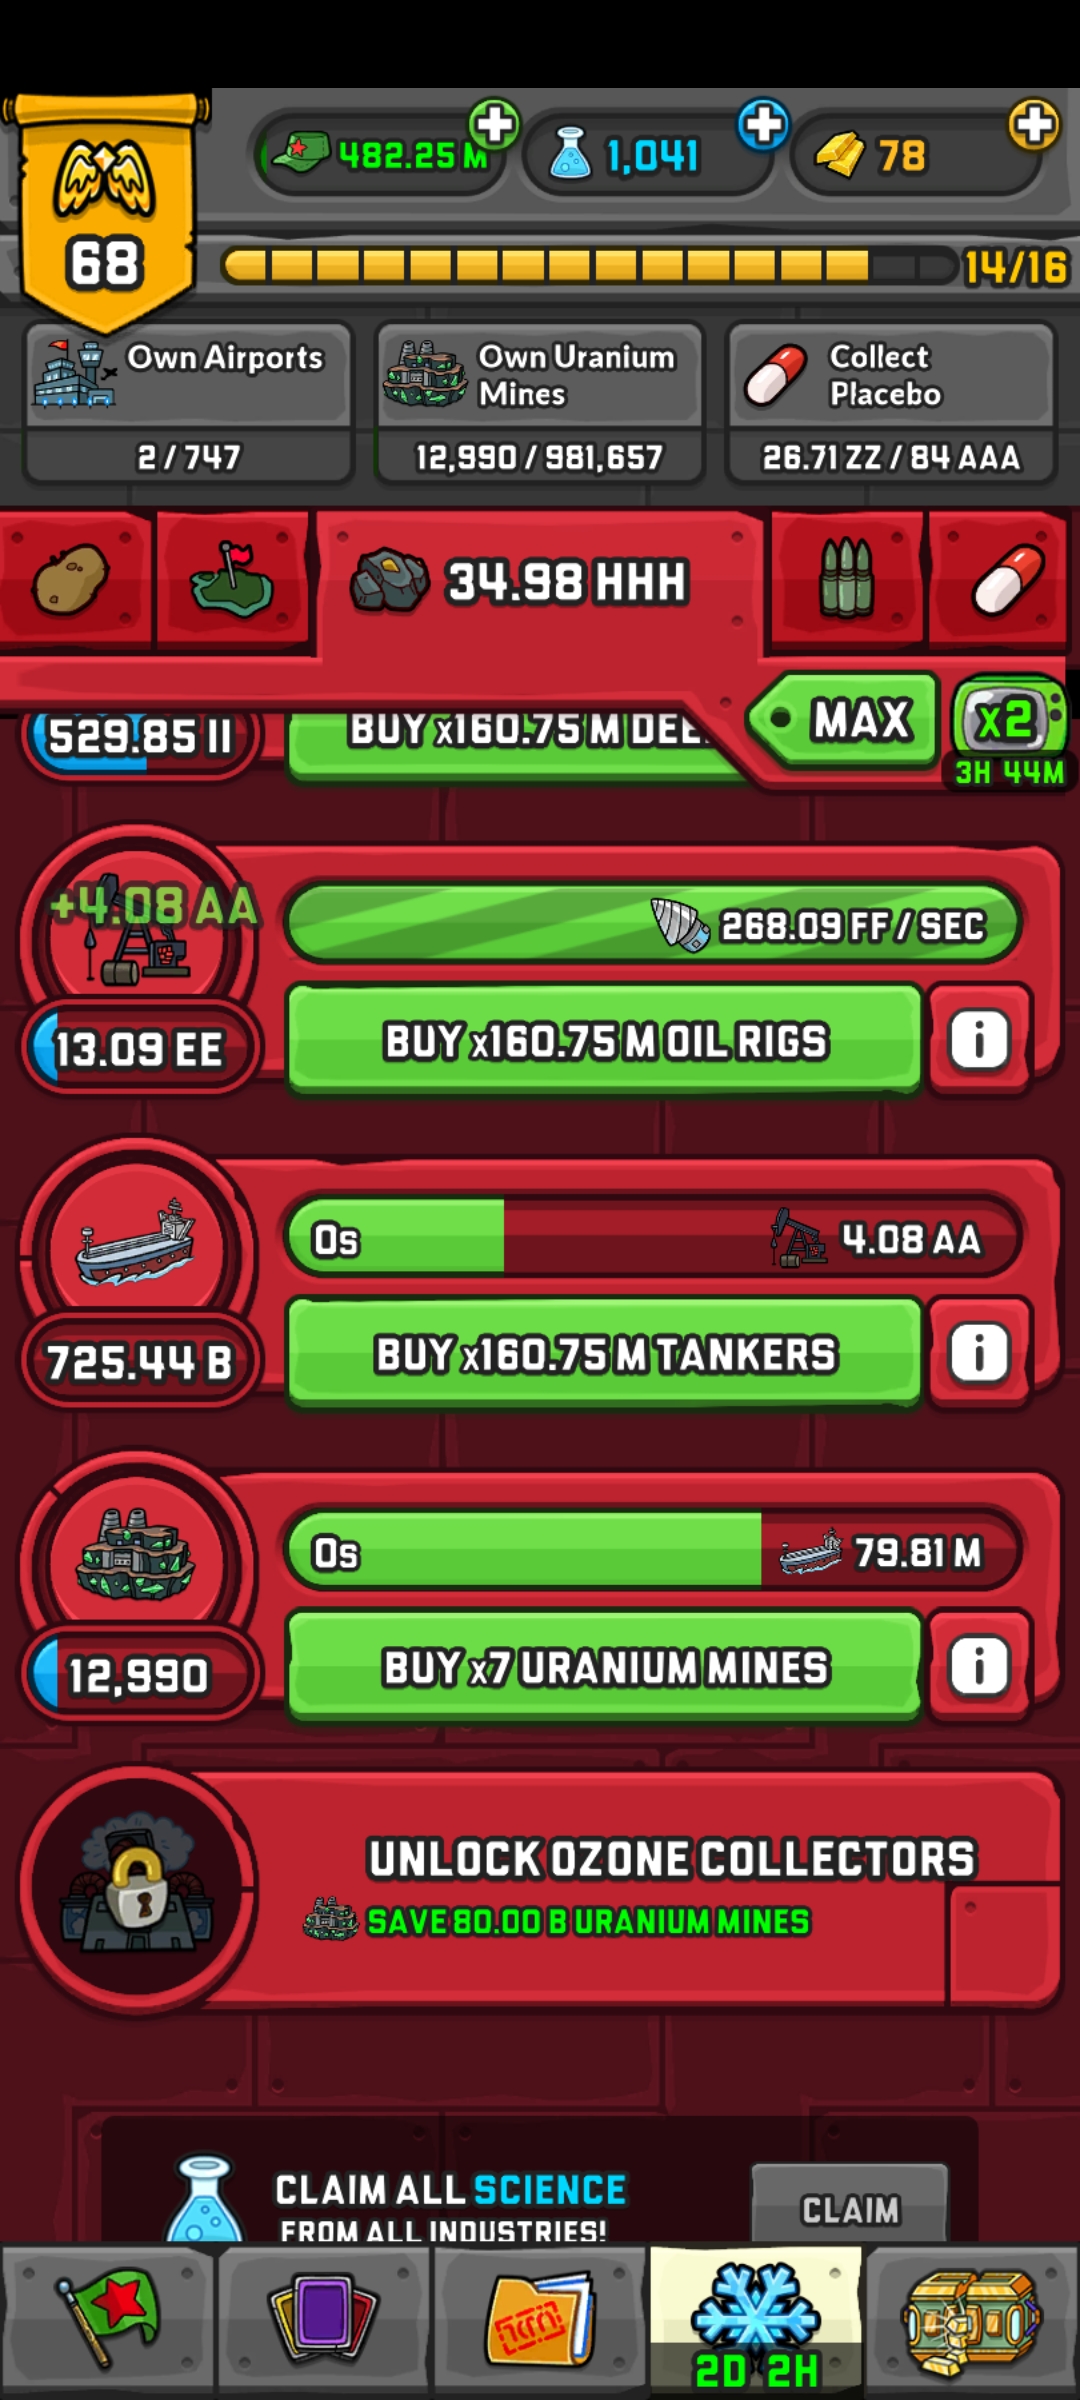 482.25 M
1,041
78
68
14/16
Own Airports
2 / 747
Own Uranium
Mines
12,990 / 981,657
Collect
Placebo
26.71 ZZ / 84 AAA
34.98 HHH
MAX
x2
3H 44M
529.85 II
BUY x160.75 M DEE
+4.08 AA
268.09 FF / SEC
13.09 EE
BUY x160.75 M OIL RIGS
i
0s
4.08 AA
725.44 B
BUY x160.75 M TANKERS
i
0s
79.81 M
12,990
BUY x7 URANIUM MINES
i
UNLOCK OZONE COLLECTORS
SAVE 80.00 B URANIUM MINES
CLAIM ALL SCIENCE
FROM ALL INDUSTRIES!
CLAIM
2D 2H